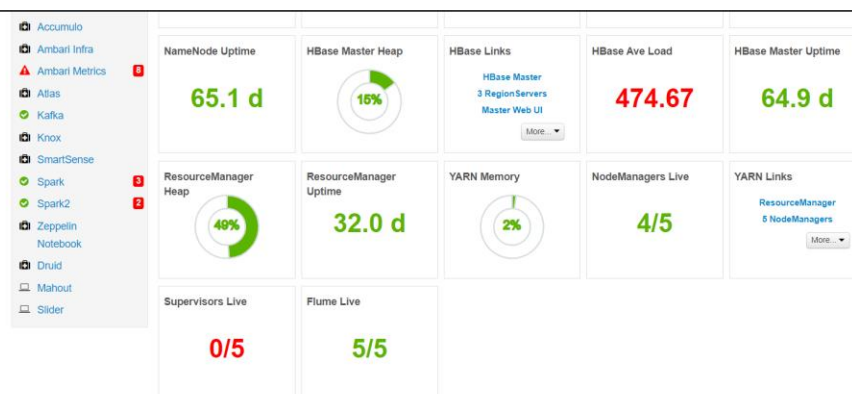 Accumulo
Ambari Infra
Ambari Metrics 8
Atlas
Kafka
Knox
SmartSense
Spark 3
Spark2 2
Zeppelin
Notebook
Druid
Mahout
Slider
NameNode Uptime
65.1 d
HBase Master Heap
15%
HBase Links
HBase Master
3 RegionServers
Master Web UI
More...
HBase Ave Load
474.67
HBase Master Uptime
64.9 d
ResourceManager
Heap
49%
ResourceManager
Uptime
32.0 d
YARN Memory
2%
NodeManagers Live
4/5
YARN Links
ResourceManager
5 NodeManagers
More...
Supervisors Live
0/5
Flume Live
5/5